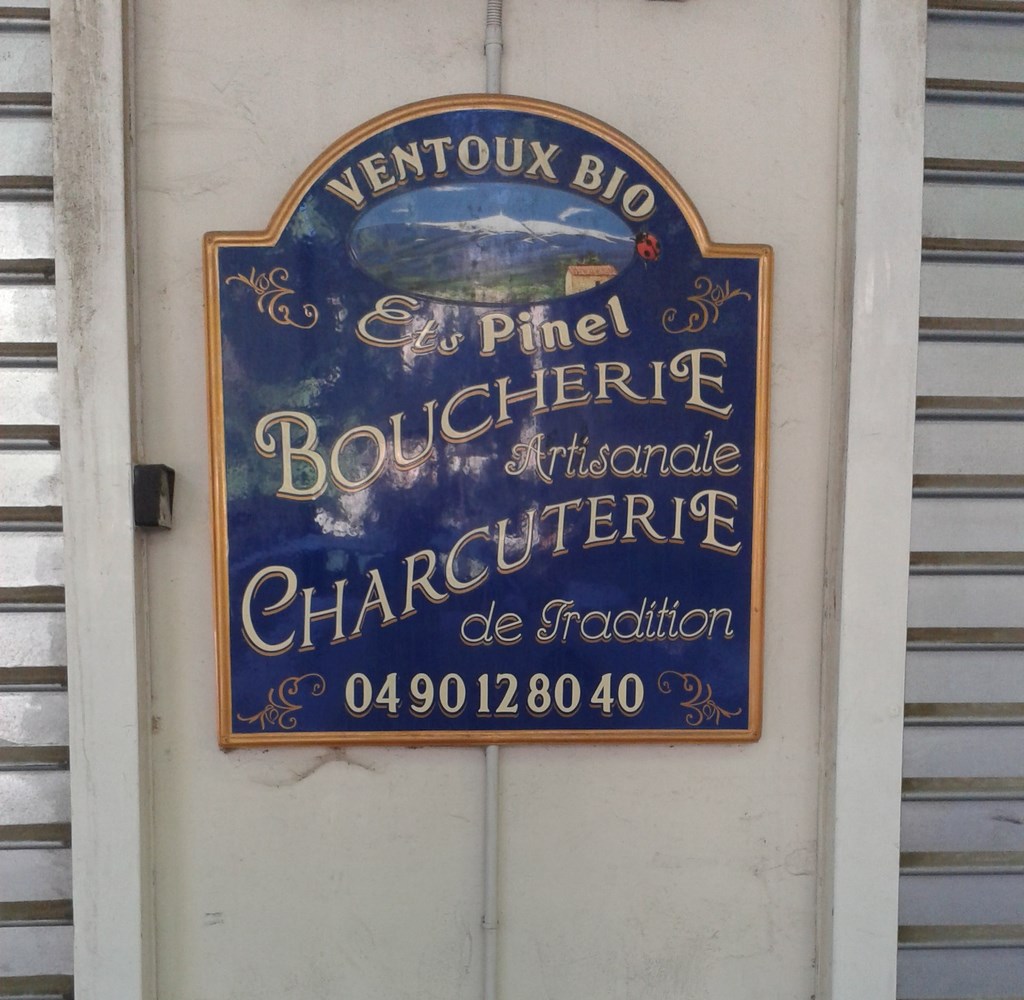 VENTOUX BIO
Ets Pinel
BOUCHERIE
Artisanale
CHARCUTERIE
de Tradition
04 90 12 80 40